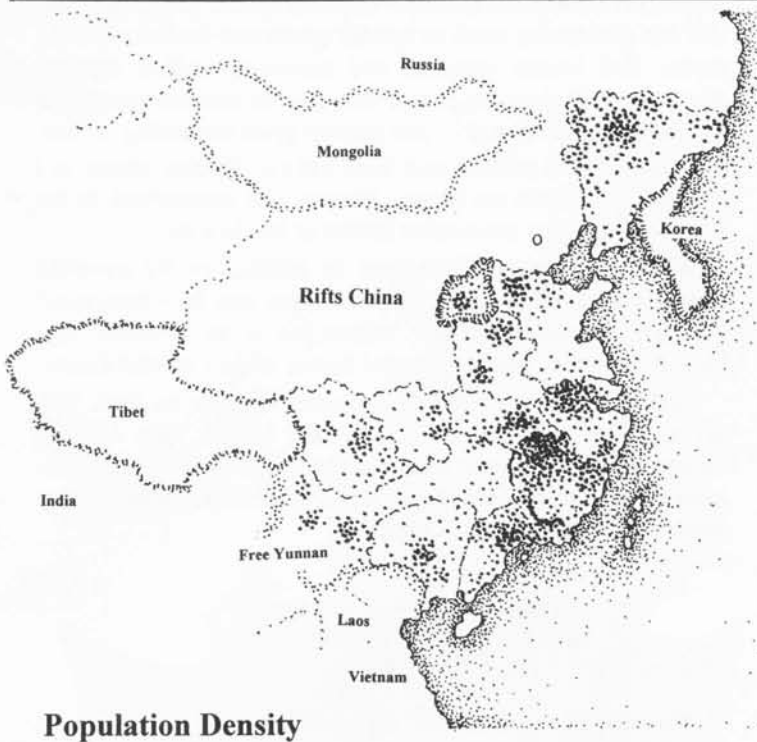 Russia
Mongolia
Korea
Rifts China
Tibet
India
Free Yunnan
Laos
Vietnam
Population Density